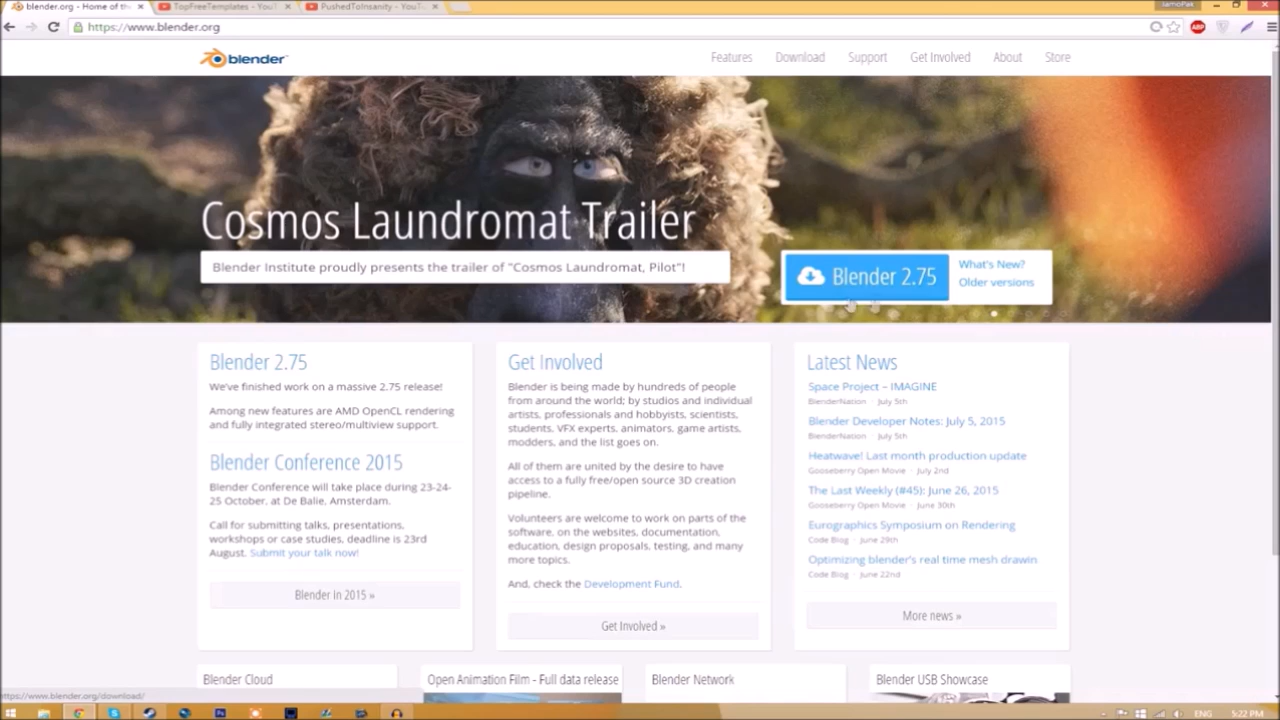 blender.org - Home of th
TopFreeTemplates - YouT
PushedToInsanity - YouTu
https://www.blender.org
ABP
blender
Features
Download
Support
Get Involved
About
Store
Cosmos Laundromat Trailer
Blender Institute proudly presents the trailer of "Cosmos Laundromat, Pilot"!
Blender 2.75
What's New?
Older versions
Blender 2.75
We've finished work on a massive 2.75 release!
Among new features are AMD OpenCL rendering
and fully integrated stereo/multiview support.
Blender Conference 2015
Blender Conference will take place during 23-24-
25 October, at De Balie, Amsterdam.
Call for submitting talks, presentations,
workshops or case studies, deadline is 23rd
August. Submit your talk now!
Blender in 2015 »
Get Involved
Blender is being made by hundreds of people
from around the world; by studios and individual
artists, professionals and hobbyists, scientists,
students, VFX experts, animators, game artists,
modders, and the list goes on.
All of them are united by the desire to have
access to a fully free/open source 3D creation
pipeline.
Volunteers are welcome to work on parts of the
software, on the websites, documentation,
education, design proposals, testing, and many
more topics.
And, check the Development Fund.
Get Involved »
Latest News
Space Project – IMAGINE
BlenderNation · July 5th
Blender Developer Notes: July 5, 2015
BlenderNation · July 5th
Heatwave! Last month production update
Gooseberry Open Movie · July 2nd
The Last Weekly (#45): June 26, 2015
Gooseberry Open Movie · June 30th
Eurographics Symposium on Rendering
Code Blog · June 29th
Optimizing blender's real time mesh drawin
Code Blog · June 22nd
More news »
Blender Cloud
Open Animation Film - Full data release
Blender Network
Blender USB Showcase
https://www.blender.org/download/
ENG
5:22 PM